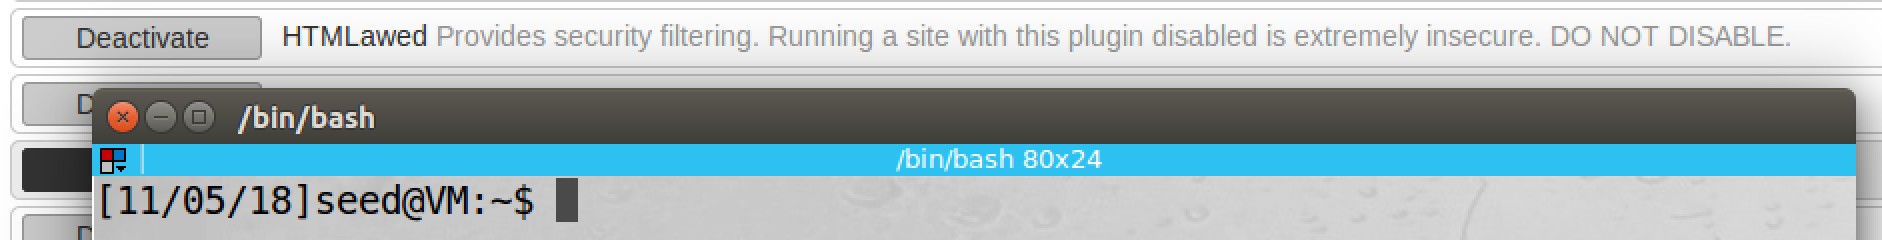 Deactivate HTMLawed Provides security filtering. Running a site with this plugin disabled is extremely insecure. DO NOT DISABLE.
D
/bin/bash
/bin/bash 80x24
[11/05/18]seed@VM:~$
D